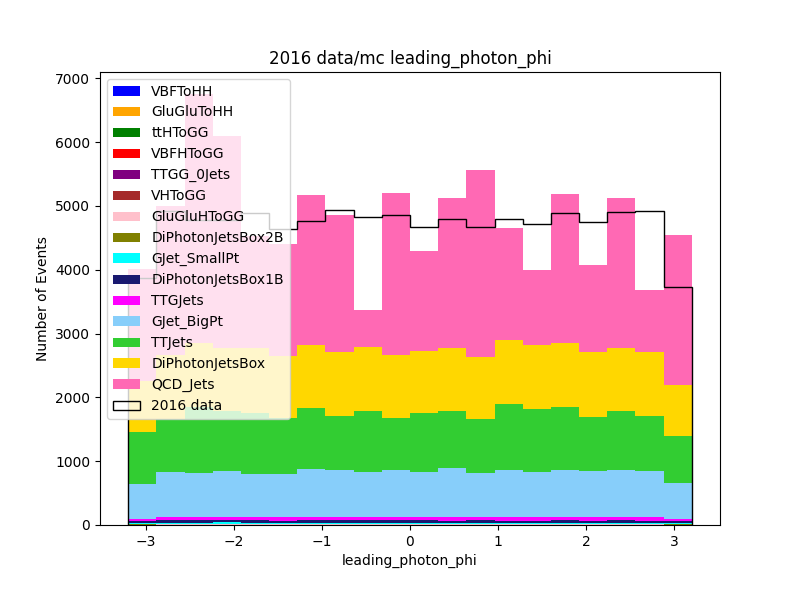 2016 data/mc leading_photon_phi
7000
6000
5000
4000
3000
2000
1000
0
Number of Events
VBFToHH
GluGluToHH
ttHToGG
VBFHToGG
TTGG_0Jets
VHToGG
GluGluHToGG
DiPhotonJetsBox2B
GJet_SmallPt
DiPhotonJetsBox1B
TTGJets
GJet_BigPt
TTJets
DiPhotonJetsBox
QCD_Jets
2016 data
−3 −2 −1 0 1 2 3
leading_photon_phi